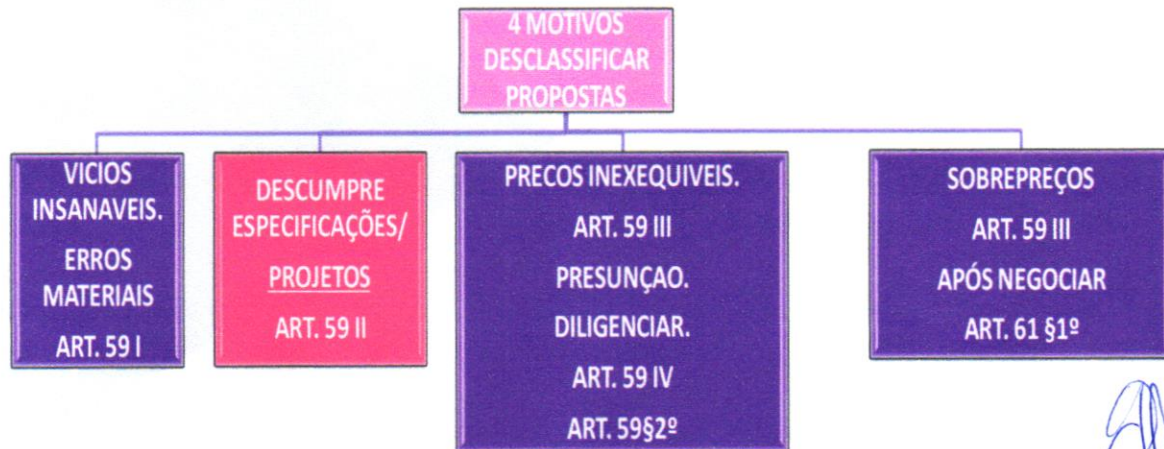 4 MOTIVOS
DESCLASSIFICAR
PROPOSTAS
VICIOS
INSANAVEIS.
ERROS
MATERIAIS
ART. 59 I
DESCUMPRE
ESPECIFICAÇÕES/
PROJETOS
ART. 59 II
PRECOS INEXEQUIVEIS.
ART. 59 III
PRESUNÇAO.
DILIGENCIAR.
ART. 59 IV
ART. 59§2º
SOBREPREÇOS
ART. 59 III
APÓS NEGOCIAR
ART. 61 §1º